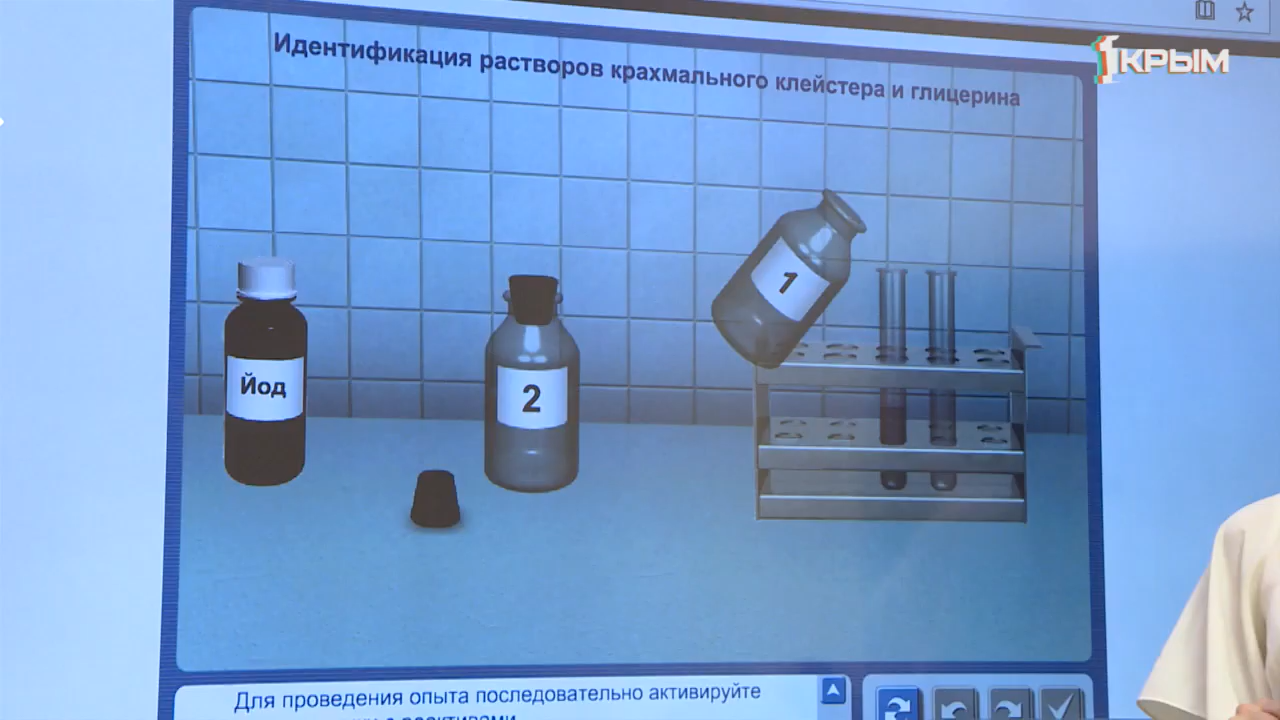 Идентификация растворов крахмального клейстера и глицерина
1КРЫМ
1
Йод
2
Для проведения опыта последовательно активируйте